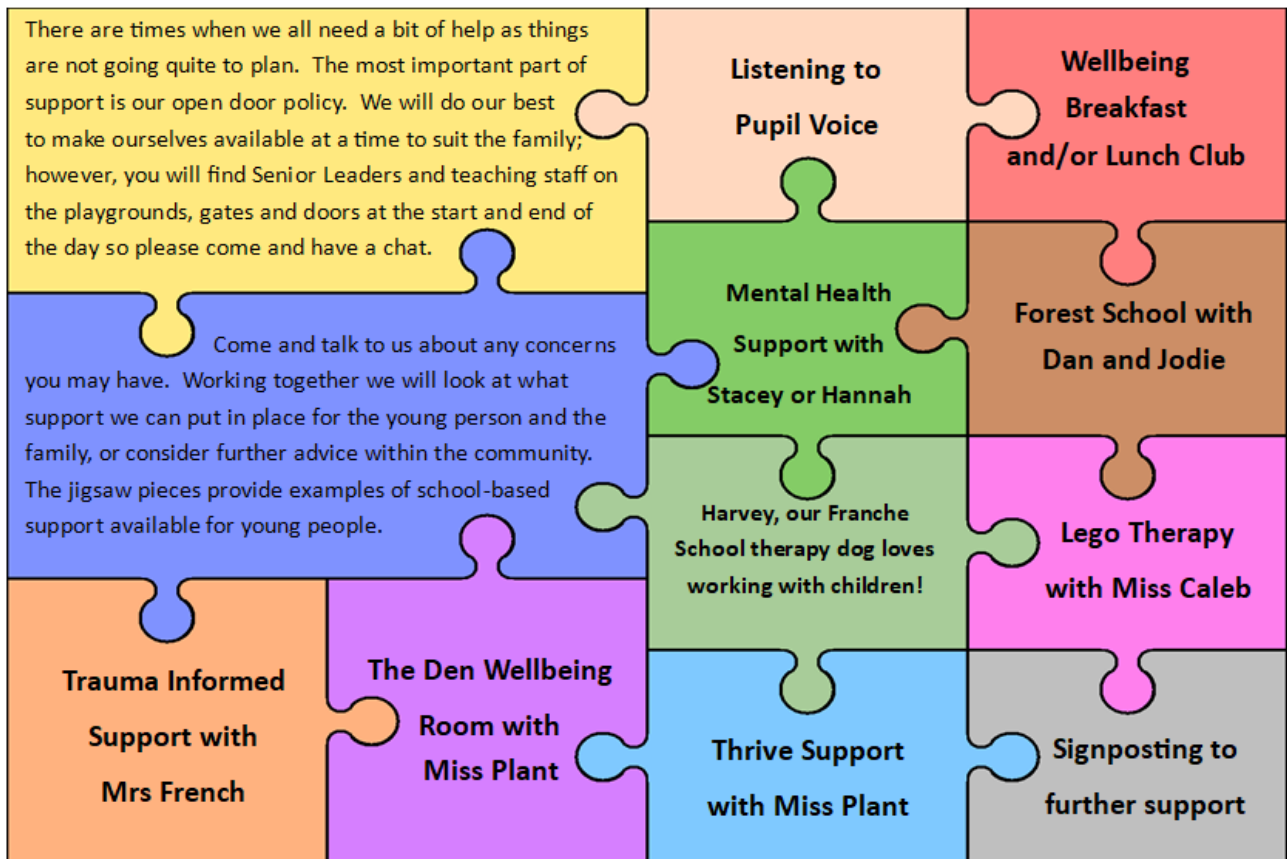 There are times when we all need a bit of help as things
are not going quite to plan.  The most important part of
support is our open door policy.  We will do our best
to make ourselves available at a time to suit the family;
however, you will find Senior Leaders and teaching staff on
the playgrounds, gates and doors at the start and end of
the day so please come and have a chat.
Listening to
Pupil Voice
Wellbeing
Breakfast
and/or Lunch Club
Come and talk to us about any concerns
you may have.  Working together we will look at what
support we can put in place for the young person and the
family, or consider further advice within the community.
The jigsaw pieces provide examples of school-based
support available for young people.
Mental Health
Support with
Stacey or Hannah
Forest School with
Dan and Jodie
Harvey, our Franche
School therapy dog loves
working with children!
Lego Therapy
with Miss Caleb
Trauma Informed
Support with
Mrs French
The Den Wellbeing
Room with
Miss Plant
Thrive Support
with Miss Plant
Signposting to
further support